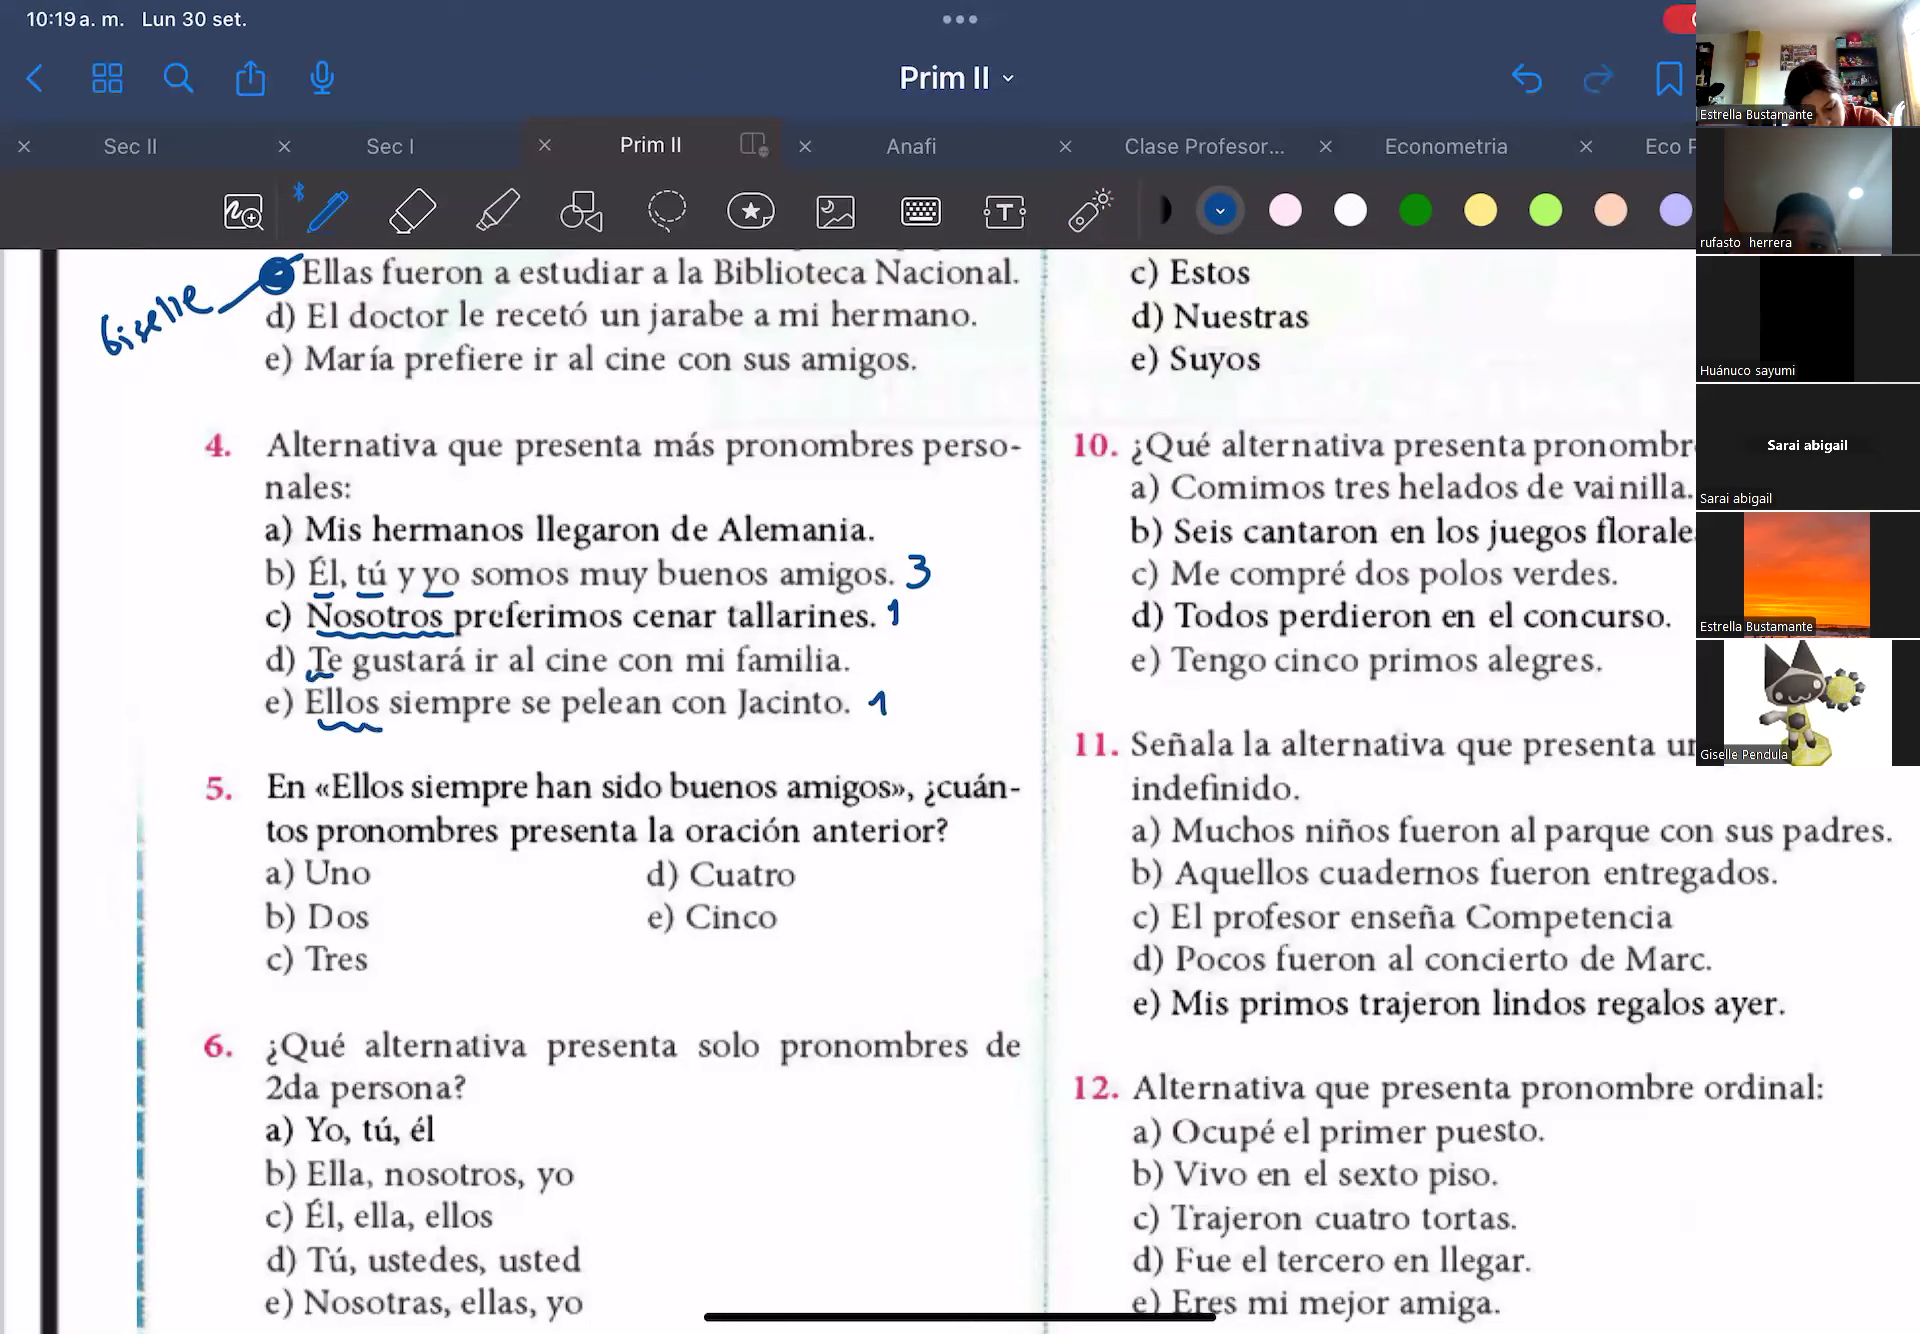 10:19 a. m. Lun 30 set.
Prim II
Sec II
Sec I
Prim II
Anafi
Clase Profesor...
Econometria
Eco F
Giselle
Ellas fueron a estudiar a la Biblioteca Nacional.
d) El doctor le recetó un jarabe a mi hermano.
e) María prefiere ir al cine con sus amigos.
4. Alternativa que presenta más pronombres perso-
nales:
a) Mis hermanos llegaron de Alemania.
b) Él, tú y yo somos muy buenos amigos. 3
c) Nosotros preferimos cenar tallarines. 1
d) Te gustará ir al cine con mi familia.
e) Ellos siempre se pelean con Jacinto. 1
5. En «Ellos siempre han sido buenos amigos», ¿cuán-
tos pronombres presenta la oración anterior?
a) Uno
b) Dos
c) Tres
d) Cuatro
e) Cinco
6. ¿Qué alternativa presenta solo pronombres de
2da persona?
a) Yo, tú, él
b) Ella, nosotros, yo
c) Él, ella, ellos
d) Tú, ustedes, usted
e) Nosotras, ellas, yo
c) Estos
d) Nuestras
e) Suyos
10. ¿Qué alternativa presenta pronombr
a) Comimos tres helados de vainilla.
b) Seis cantaron en los juegos florale
c) Me compré dos polos verdes.
d) Todos perdieron en el concurso.
e) Tengo cinco primos alegres.
11. Señala la alternativa que presenta un
indefinido.
a) Muchos niños fueron al parque con sus padres.
b) Aquellos cuadernos fueron entregados.
c) El profesor enseña Competencia
d) Pocos fueron al concierto de Marc.
e) Mis primos trajeron lindos regalos ayer.
12. Alternativa que presenta pronombre ordinal:
a) Ocupé el primer puesto.
b) Vivo en el sexto piso.
c) Trajeron cuatro tortas.
d) Fue el tercero en llegar.
e) Eres mi mejor amiga.
Estrella Bustamante
rufasto herrera
Huánuco sayumi
Sarai abigail
Sarai abigail
Estrella Bustamante
Giselle Pendula